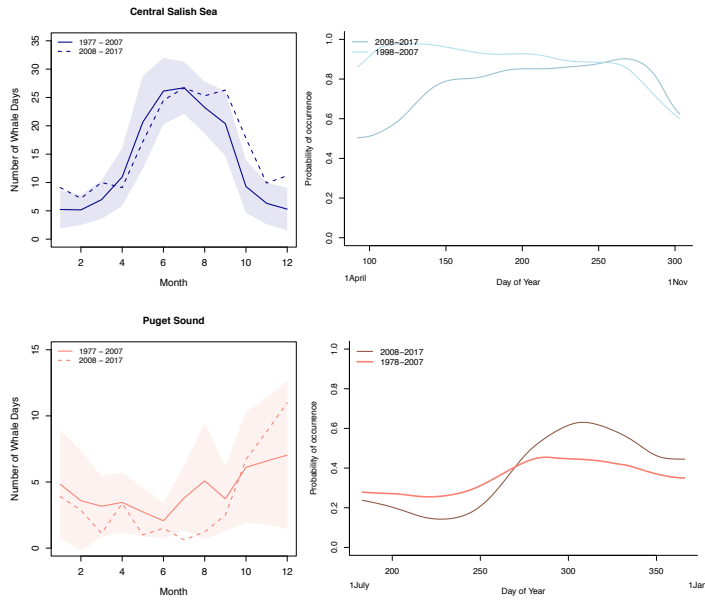 Central Salish Sea
1977 − 2007
2008 − 2017
Number of Whale Days
0 5 10 15 20 25 30 35
2 4 6 8 10 12
Month
2008−2017
1998−2007
Probability of occurrence
0.0 0.2 0.4 0.6 0.8 1.0
100 150 200 250 300
1April
Day of Year
1Nov
Puget Sound
1977 − 2007
2008 − 2017
Number of Whale Days
0 5 10 15
2 4 6 8 10 12
Month
2008−2017
1978−2007
Probability of occurrence
0.0 0.2 0.4 0.6 0.8 1.0
200 250 300 350
1July
Day of Year
1Jan